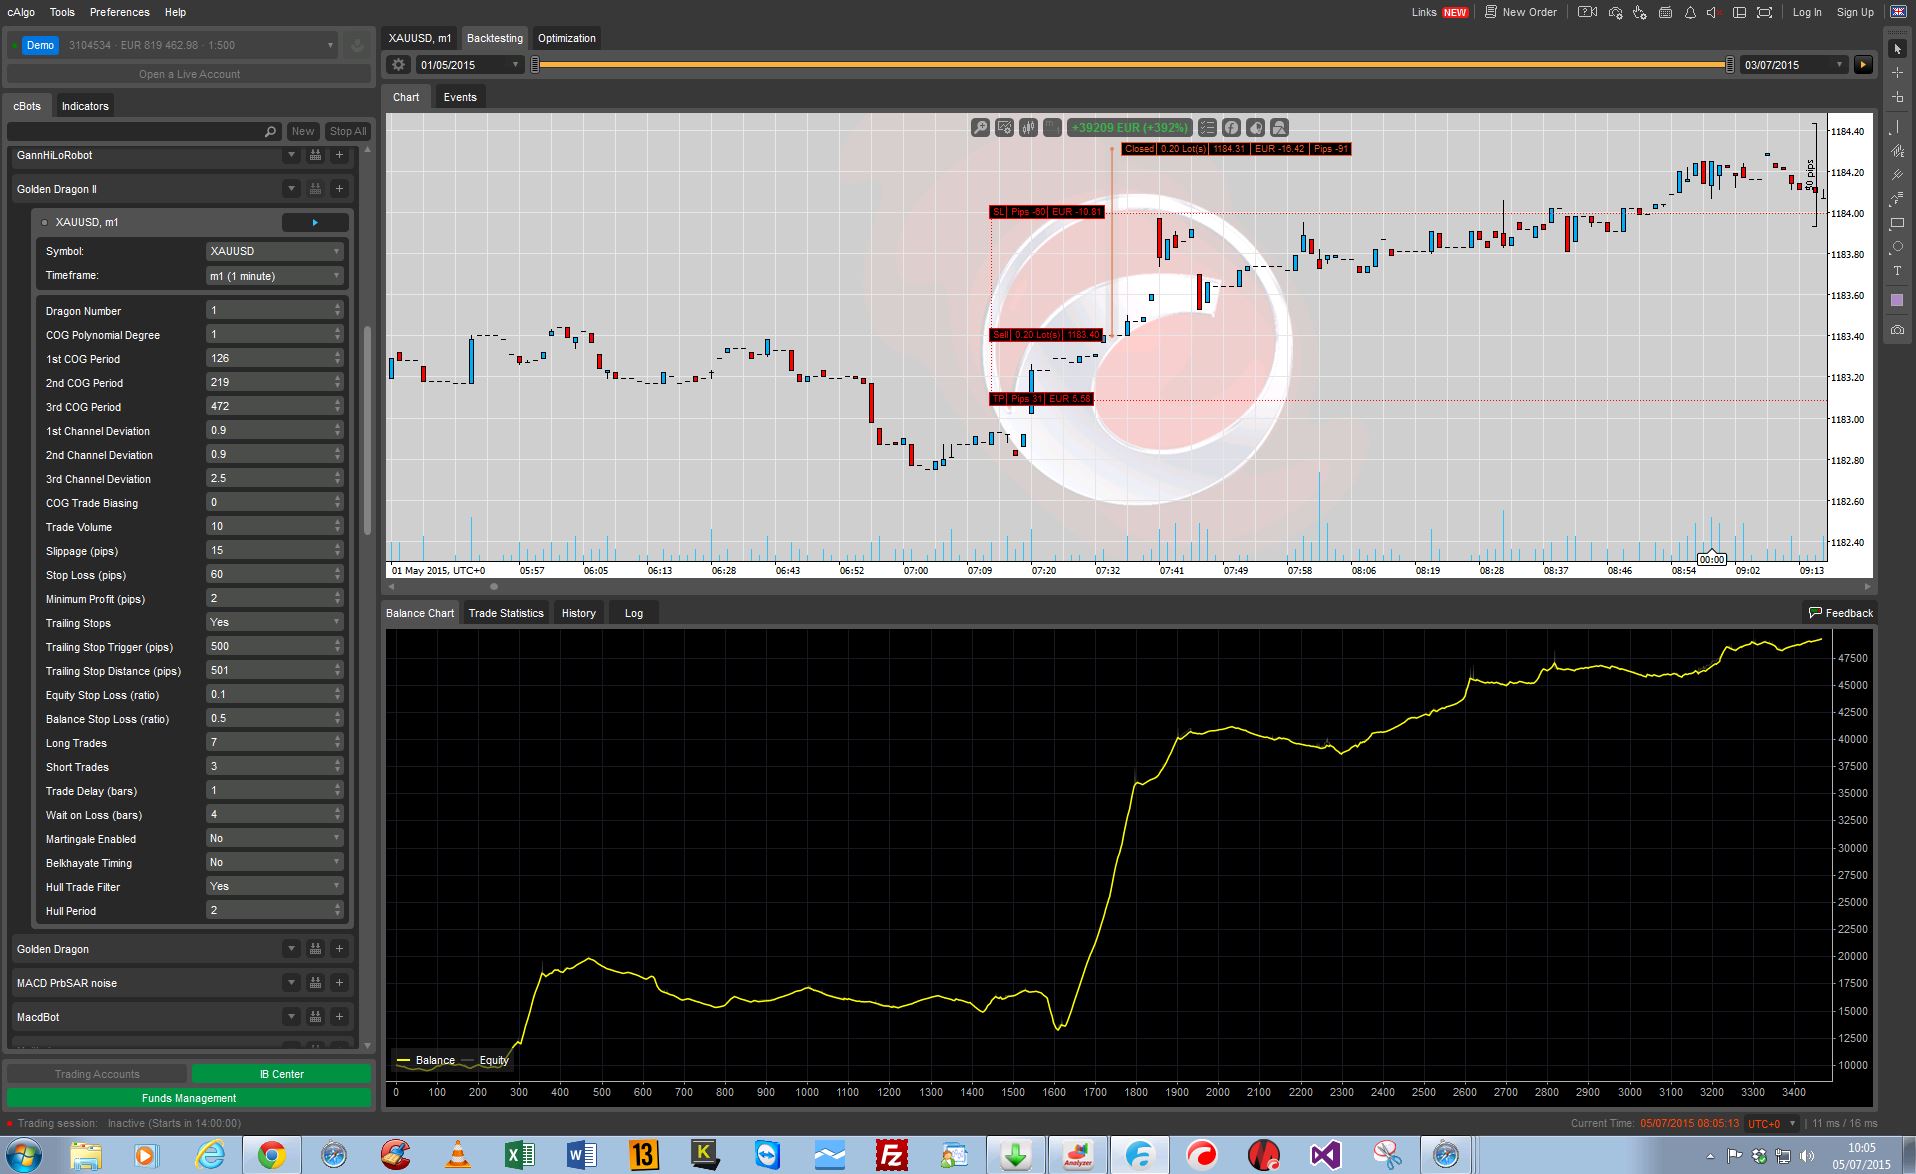 cAlgo Tools Preferences Help Links NEW New Order Log In Sign Up
Demo 3104534 · EUR 819 462.98 · 1:500
Open a Live Account
XAUUSD, m1 Backtesting Optimization
01/05/2015 03/07/2015
cBots Indicators
New Stop All
GannHiLoRobot
Golden Dragon II
XAUUSD, m1
Symbol: XAUUSD
Timeframe: m1 (1 minute)
Dragon Number 1
COG Polynomial Degree 1
1st COG Period 126
2nd COG Period 219
3rd COG Period 472
1st Channel Deviation 0.9
2nd Channel Deviation 0.9
3rd Channel Deviation 2.5
COG Trade Biasing 0
Trade Volume 10
Slippage (pips) 15
Stop Loss (pips) 60
Minimum Profit (pips) 2
Trailing Stops Yes
Trailing Stop Trigger (pips) 500
Trailing Stop Distance (pips) 501
Equity Stop Loss (ratio) 0.1
Balance Stop Loss (ratio) 0.5
Long Trades 7
Short Trades 3
Trade Delay (bars) 1
Wait on Loss (bars) 4
Martingale Enabled No
Belkhayate Timing No
Hull Trade Filter Yes
Hull Period 2
Golden Dragon
MACD PrbSAR noise
MacdBot
Trading Accounts IB Center
Funds Management
Chart Events
+39209 EUR (+392%)
Closed 0.20 Lot(s) 1184.31 EUR -16.42 Pips -91
SL Pips -60 EUR -10.81
Sell 0.20 Lot(s) 1183.40
TP Pips 31 EUR 5.58
pips
1184.40
1184.20
1184.00
1183.80
1183.60
1183.40
1183.20
1183.00
1182.80
1182.60
1182.40
00:00
01 May 2015, UTC+0 05:57 06:05 06:13 06:28 06:43 06:52 07:00 07:09 07:20 07:32 07:41 07:49 07:58 08:06 08:19 08:28 08:37 08:46 08:54 09:02 09:13
Balance Chart Trade Statistics History Log Feedback
47500
45000
42500
40000
37500
35000
32500
30000
27500
25000
22500
20000
17500
15000
12500
10000
Balance Equity
0 100 200 300 400 500 600 700 800 900 1000 1100 1200 1300 1400 1500 1600 1700 1800 1900 2000 2100 2200 2300 2400 2500 2600 2700 2800 2900 3000 3100 3200 3300 3400
Trading session: Inactive (Starts in 14:00:00) Current Time: 05/07/2015 08:05:13 UTC+0 11 ms / 16 ms
13 K Fz Analyzer
10:05
05/07/2015